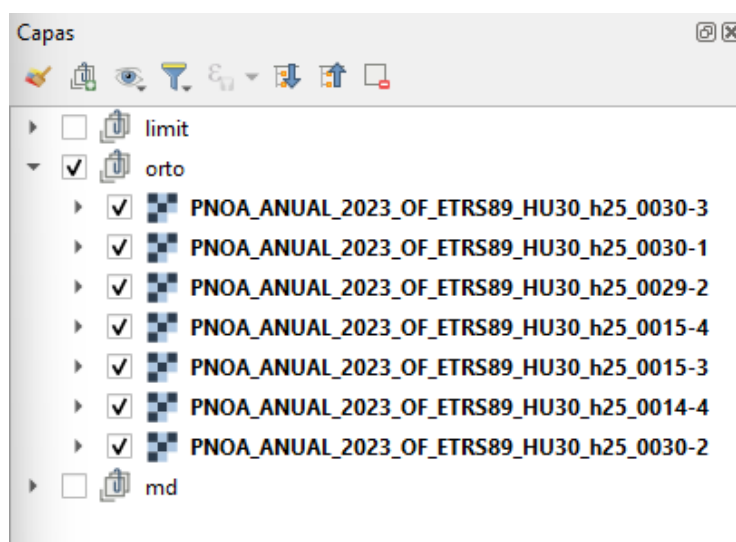 Capas
limit
orto
PNOA_ANUAL_2023_OF_ETRS89_HU30_h25_0030-3
PNOA_ANUAL_2023_OF_ETRS89_HU30_h25_0030-1
PNOA_ANUAL_2023_OF_ETRS89_HU30_h25_0029-2
PNOA_ANUAL_2023_OF_ETRS89_HU30_h25_0015-4
PNOA_ANUAL_2023_OF_ETRS89_HU30_h25_0015-3
PNOA_ANUAL_2023_OF_ETRS89_HU30_h25_0014-4
PNOA_ANUAL_2023_OF_ETRS89_HU30_h25_0030-2
md